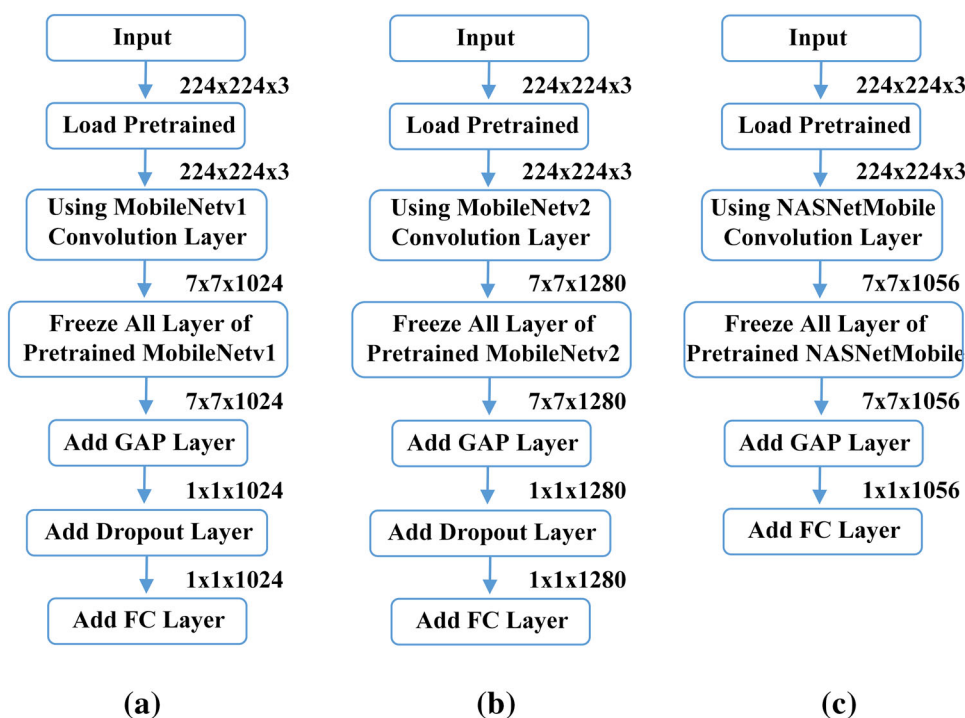 Input
224x224x3
Load Pretrained
224x224x3
Using MobileNetv1
Convolution Layer
7x7x1024
Freeze All Layer of
Pretrained MobileNetv1
7x7x1024
Add GAP Layer
1x1x1024
Add Dropout Layer
1x1x1024
Add FC Layer
(a)
Input
224x224x3
Load Pretrained
224x224x3
Using MobileNetv2
Convolution Layer
7x7x1280
Freeze All Layer of
Pretrained MobileNetv2
7x7x1280
Add GAP Layer
1x1x1280
Add Dropout Layer
1x1x1280
Add FC Layer
(b)
Input
224x224x3
Load Pretrained
224x224x3
Using NASNetMobile
Convolution Layer
7x7x1056
Freeze All Layer of
Pretrained NASNetMobile
7x7x1056
Add GAP Layer
1x1x1056
Add FC Layer
(c)